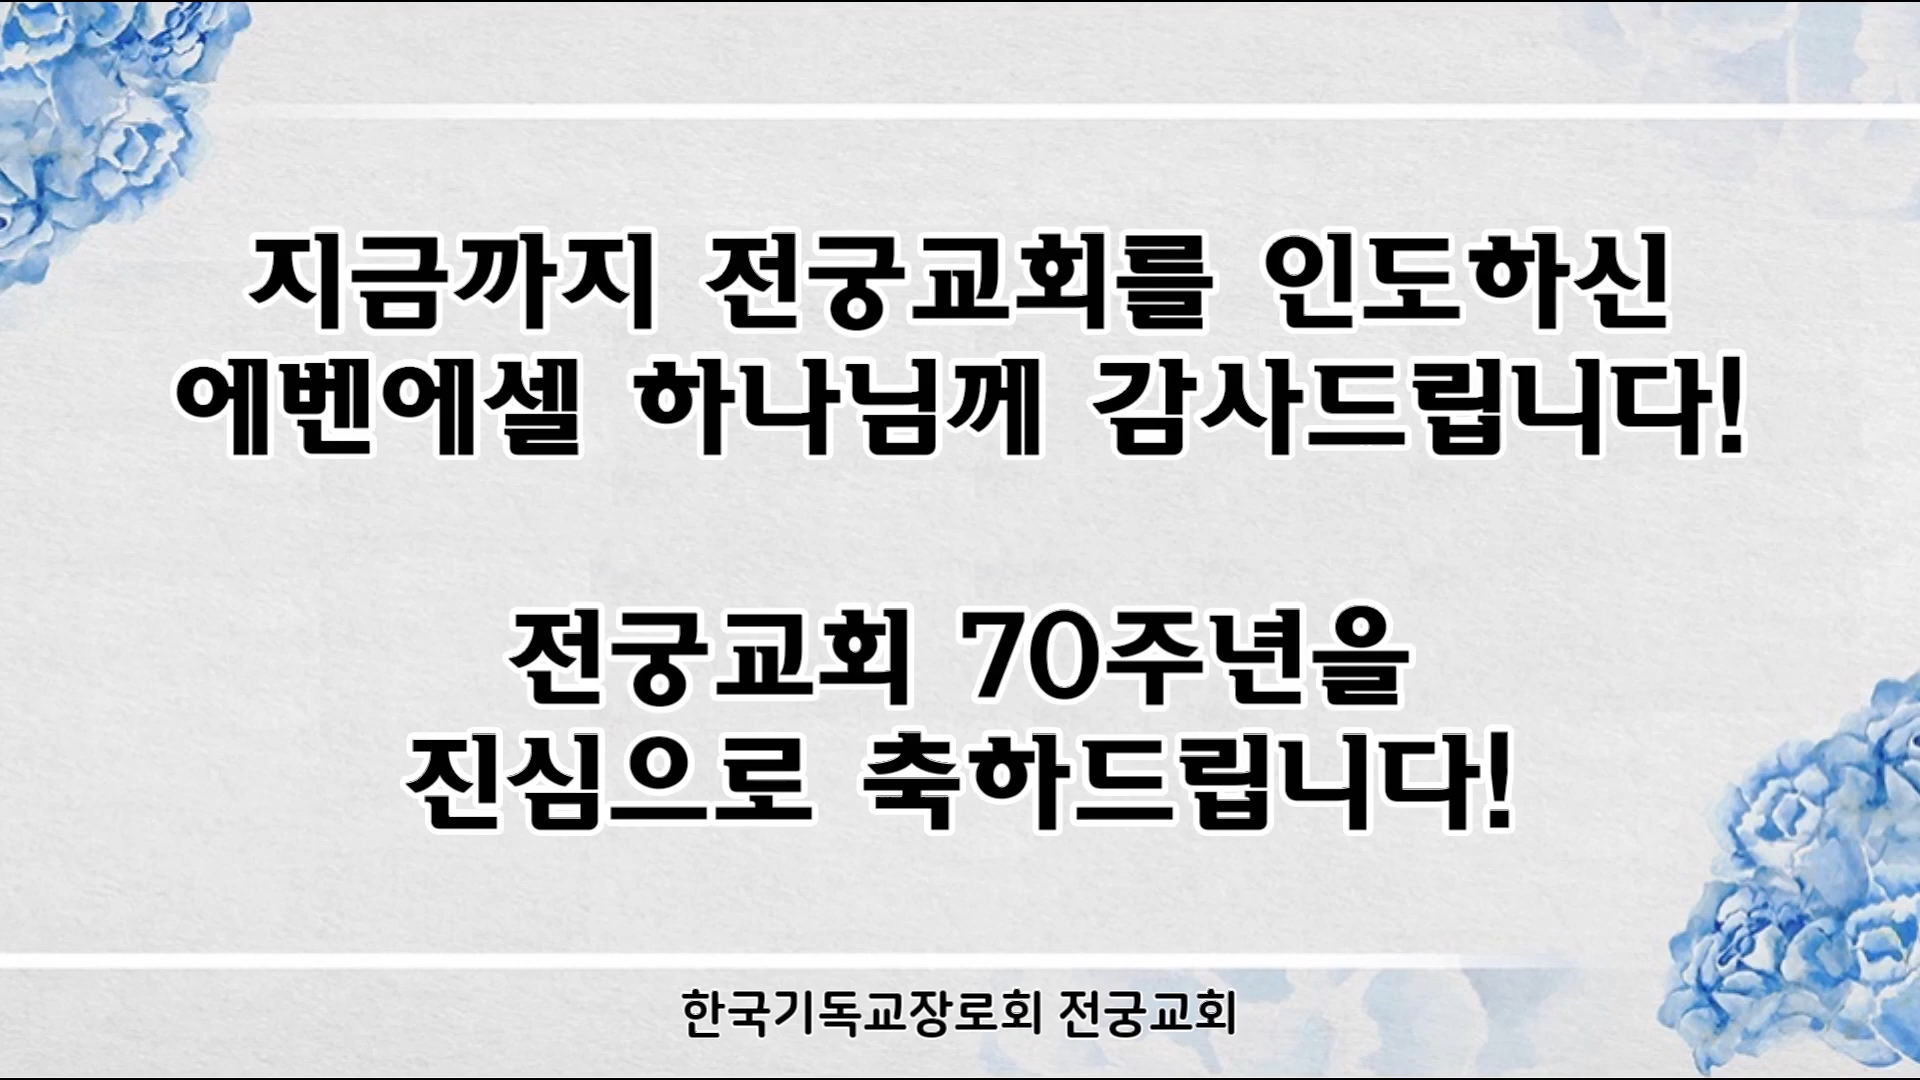 지금까지 전궁교회를 인도하신
에벤에셀 하나님께 감사드립니다!
전궁교회 70주년을
진심으로 축하드립니다!
한국기독교장로회 전궁교회